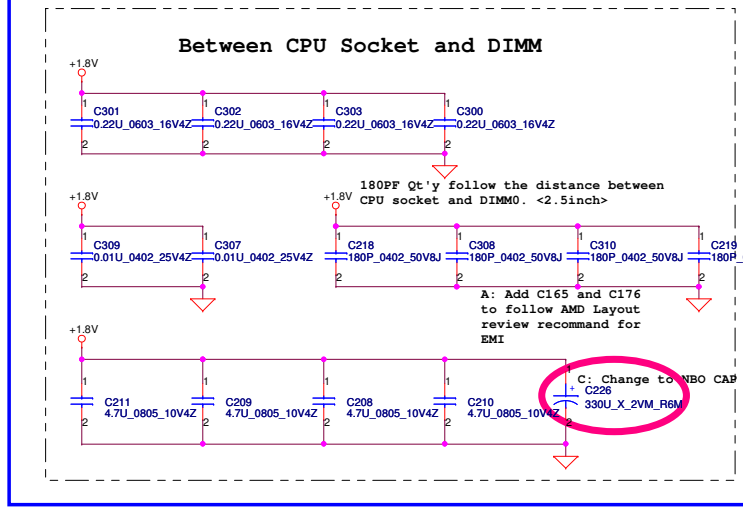 Between CPU Socket and DIMM
+1.8V
1 1 1 1
C301 C302 C303 C300
0.22U_0603_16V4Z 0.22U_0603_16V4Z 0.22U_0603_16V4Z 0.22U_0603_16V4Z
2 2 2 2
180PF Qt'y follow the distance between
CPU socket and DIMM0. <2.5inch>
+1.8V +1.8V
1 1 1 1 1 1
C309 C307 C218 C308 C310 C219
0.01U_0402_25V4Z 0.01U_0402_25V4Z 180P_0402_50V8J 180P_0402_50V8J 180P_0402_50V8J 180P_
2 2 2 2 2 2
A: Add C165 and C176
to follow AMD Layout
review recommand for
EMI
+1.8V
1 1 1 1 1
C: Change to NBO CAP
C211 C209 C208 C210 + C226
4.7U_0805_10V4Z 4.7U_0805_10V4Z 4.7U_0805_10V4Z 4.7U_0805_10V4Z 330U_X_2VM_R6M
2 2 2 2 2